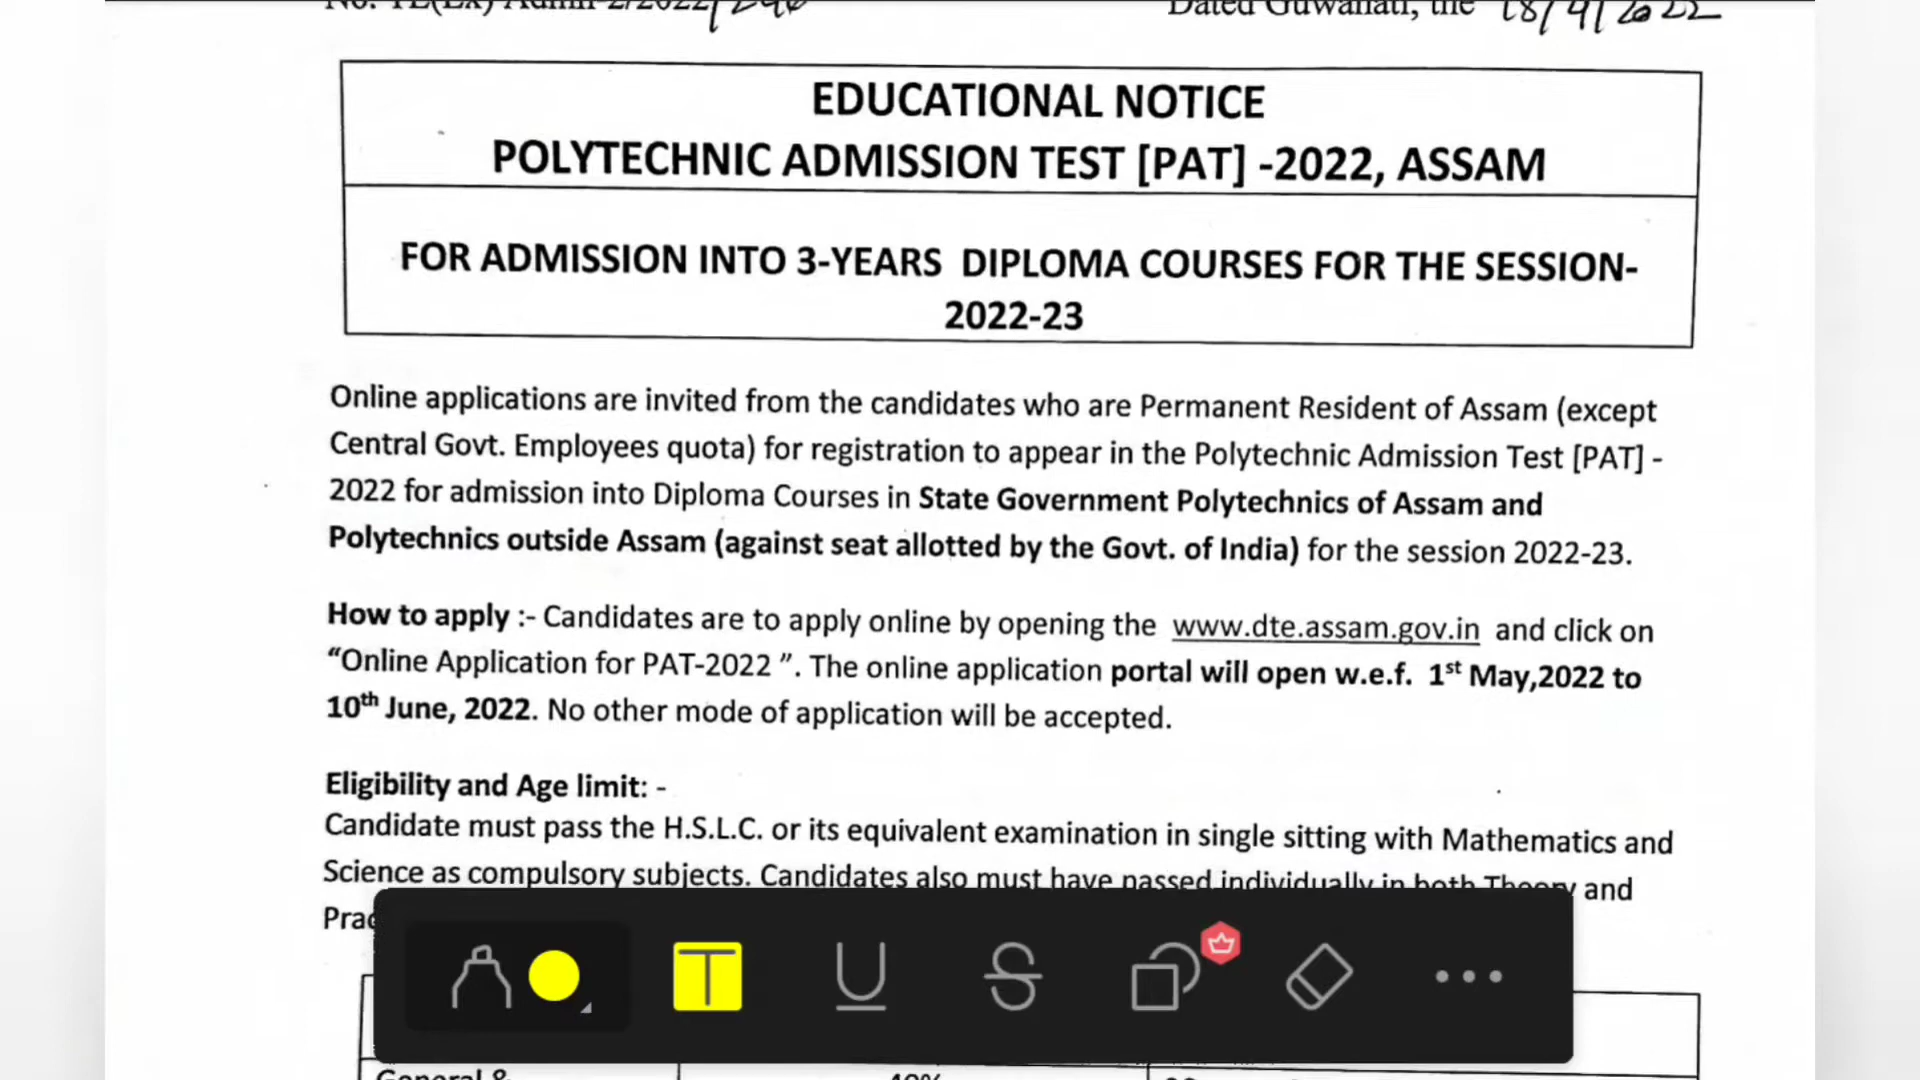 Dated Guwahati, the 18/4/2022
EDUCATIONAL NOTICE
POLYTECHNIC ADMISSION TEST [PAT] -2022, ASSAM
FOR ADMISSION INTO 3-YEARS DIPLOMA COURSES FOR THE SESSION-
2022-23
Online applications are invited from the candidates who are Permanent Resident of Assam (except
Central Govt. Employees quota) for registration to appear in the Polytechnic Admission Test [PAT] -
2022 for admission into Diploma Courses in State Government Polytechnics of Assam and
Polytechnics outside Assam (against seat allotted by the Govt. of India) for the session 2022-23.
How to apply :- Candidates are to apply online by opening the www.dte.assam.gov.in and click on
“Online Application for PAT-2022 ”. The online application portal will open w.e.f. 1st May,2022 to
10th June, 2022. No other mode of application will be accepted.
Eligibility and Age limit: -
Candidate must pass the H.S.L.C. or its equivalent examination in single sitting with Mathematics and
Science as compulsory subjects. Candidates also must have passed individually in both Theory and
General &